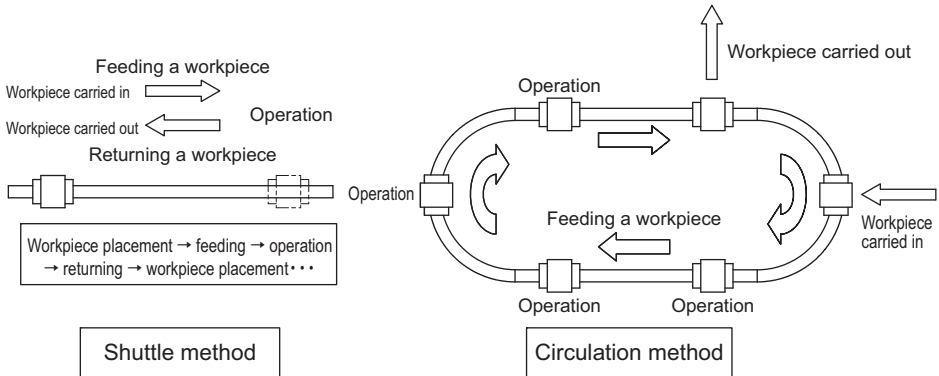 Feeding a workpiece
Workpiece carried in
Workpiece carried out
Operation
Returning a workpiece
Workpiece placement → feeding → operation
→ returning → workpiece placement・・・
Shuttle method
Workpiece carried out
Operation
Operation
Feeding a workpiece
Workpiece
carried in
Operation
Operation
Circulation method